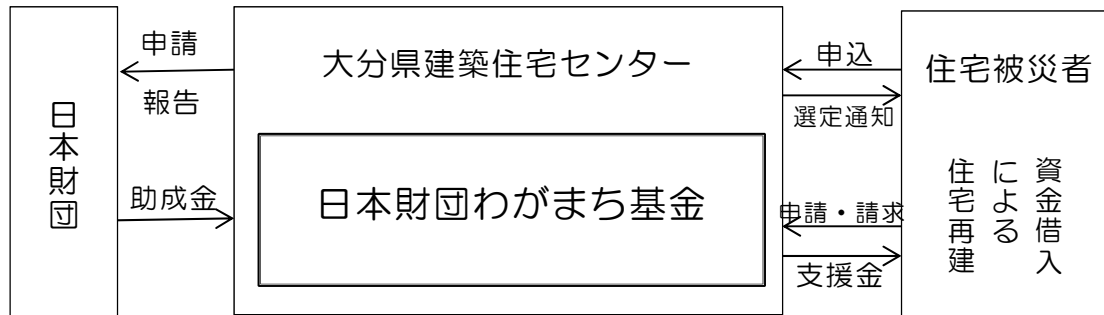 日本財団
申請
報告
助成金
大分県建築住宅センター
日本財団わがまち基金
申込
選定通知
申請・請求
支援金
住宅被災者
資金借入
による
住宅再建